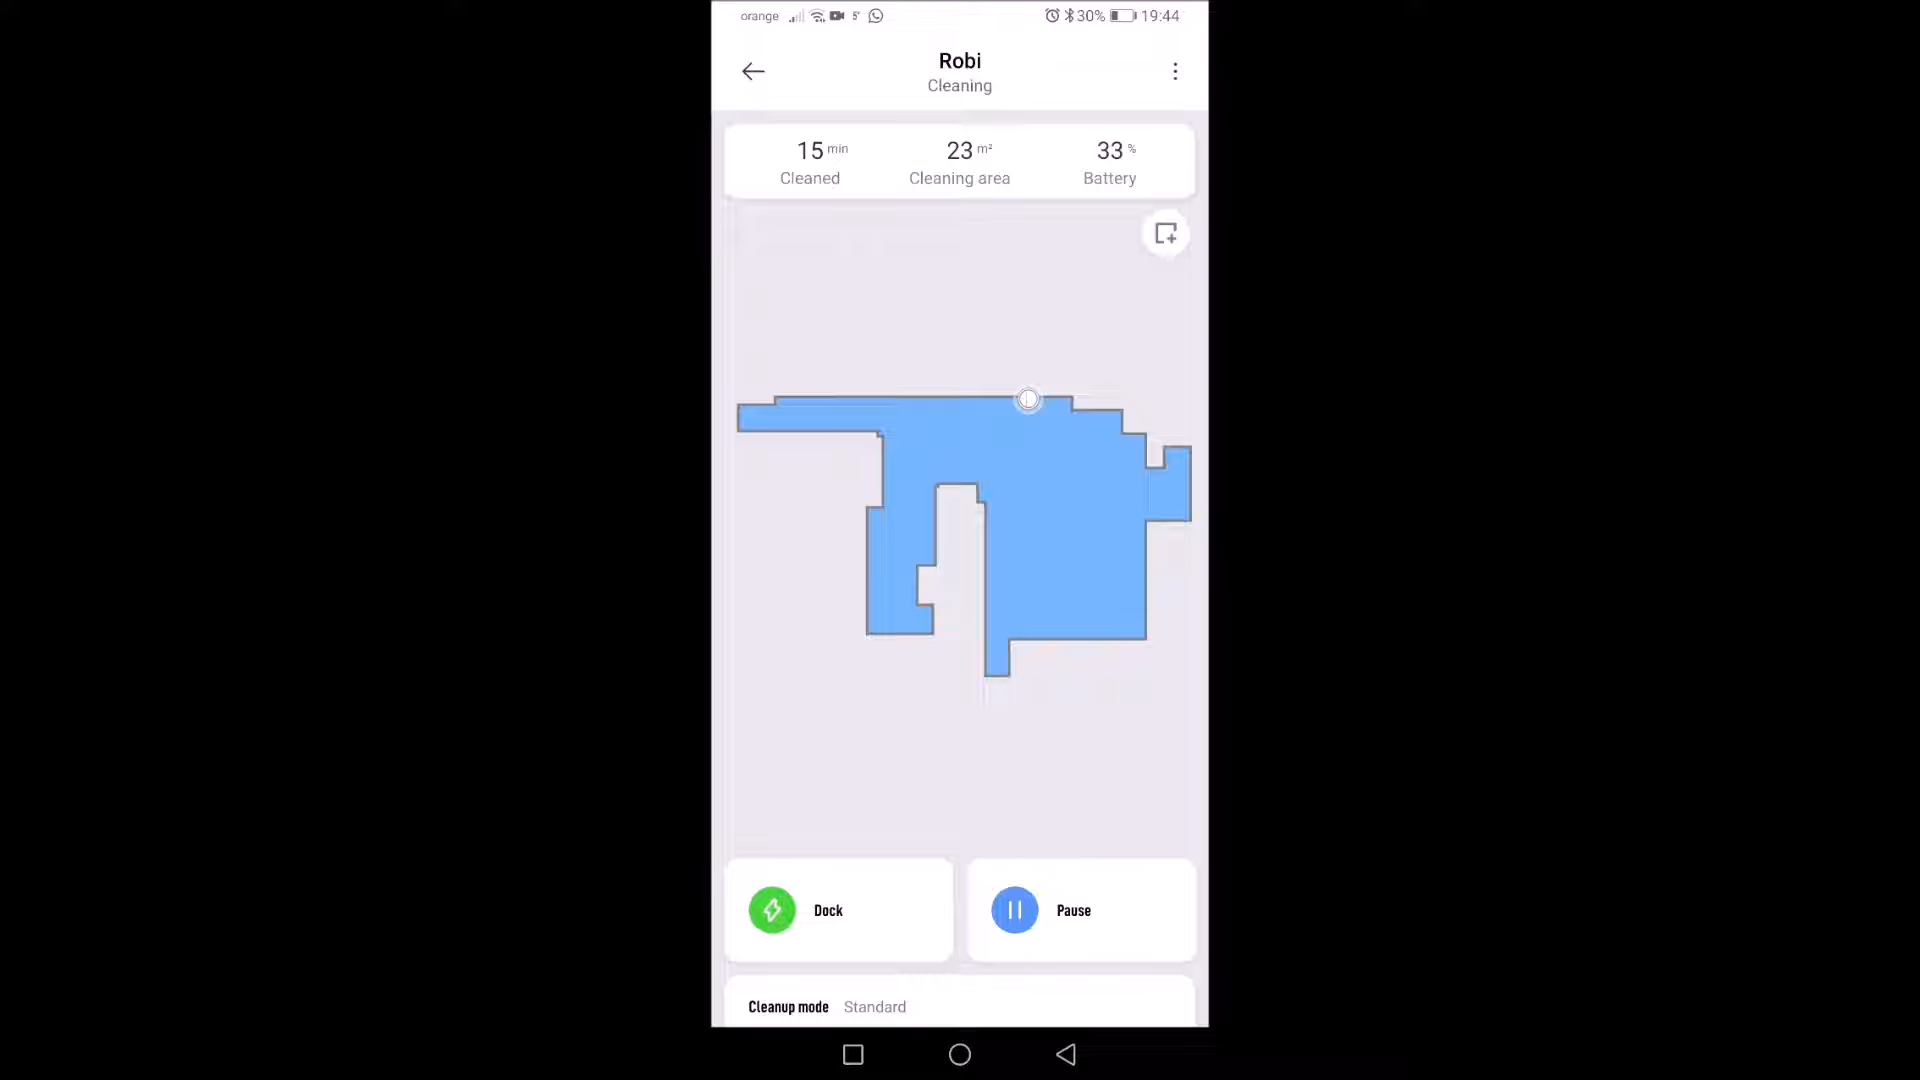 orange 5" 30% 19:44
Robi
Cleaning
15 min 23 m² 33 %
Cleaned Cleaning area Battery
Dock Pause
Cleanup mode Standard